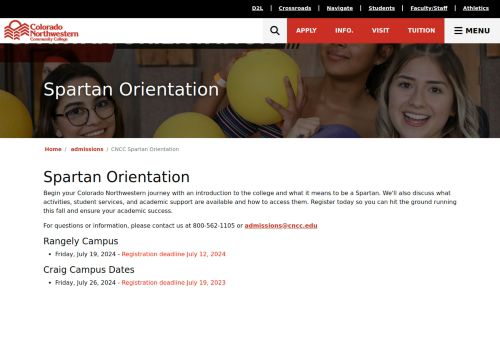 D2L | Crossroads | Navigate | Students | Faculty/Staff | Athletics
Colorado
Northwestern
Community College
APPLY INFO. VISIT TUITION MENU
Spartan Orientation
Home / admissions / CNCC Spartan Orientation
Spartan Orientation
Begin your Colorado Northwestern journey with an introduction to the college and what it means to be a Spartan. We'll also discuss what
activities, student services, and academic support are available and how to access them. Register today so you can hit the ground running
this fall and ensure your academic success.
For questions or information, please contact us at 800-562-1105 or admissions@cncc.edu
Rangely Campus
• Friday, July 19, 2024 - Registration deadline July 12, 2024
Craig Campus Dates
• Friday, July 26, 2024 - Registration deadline July 19, 2023